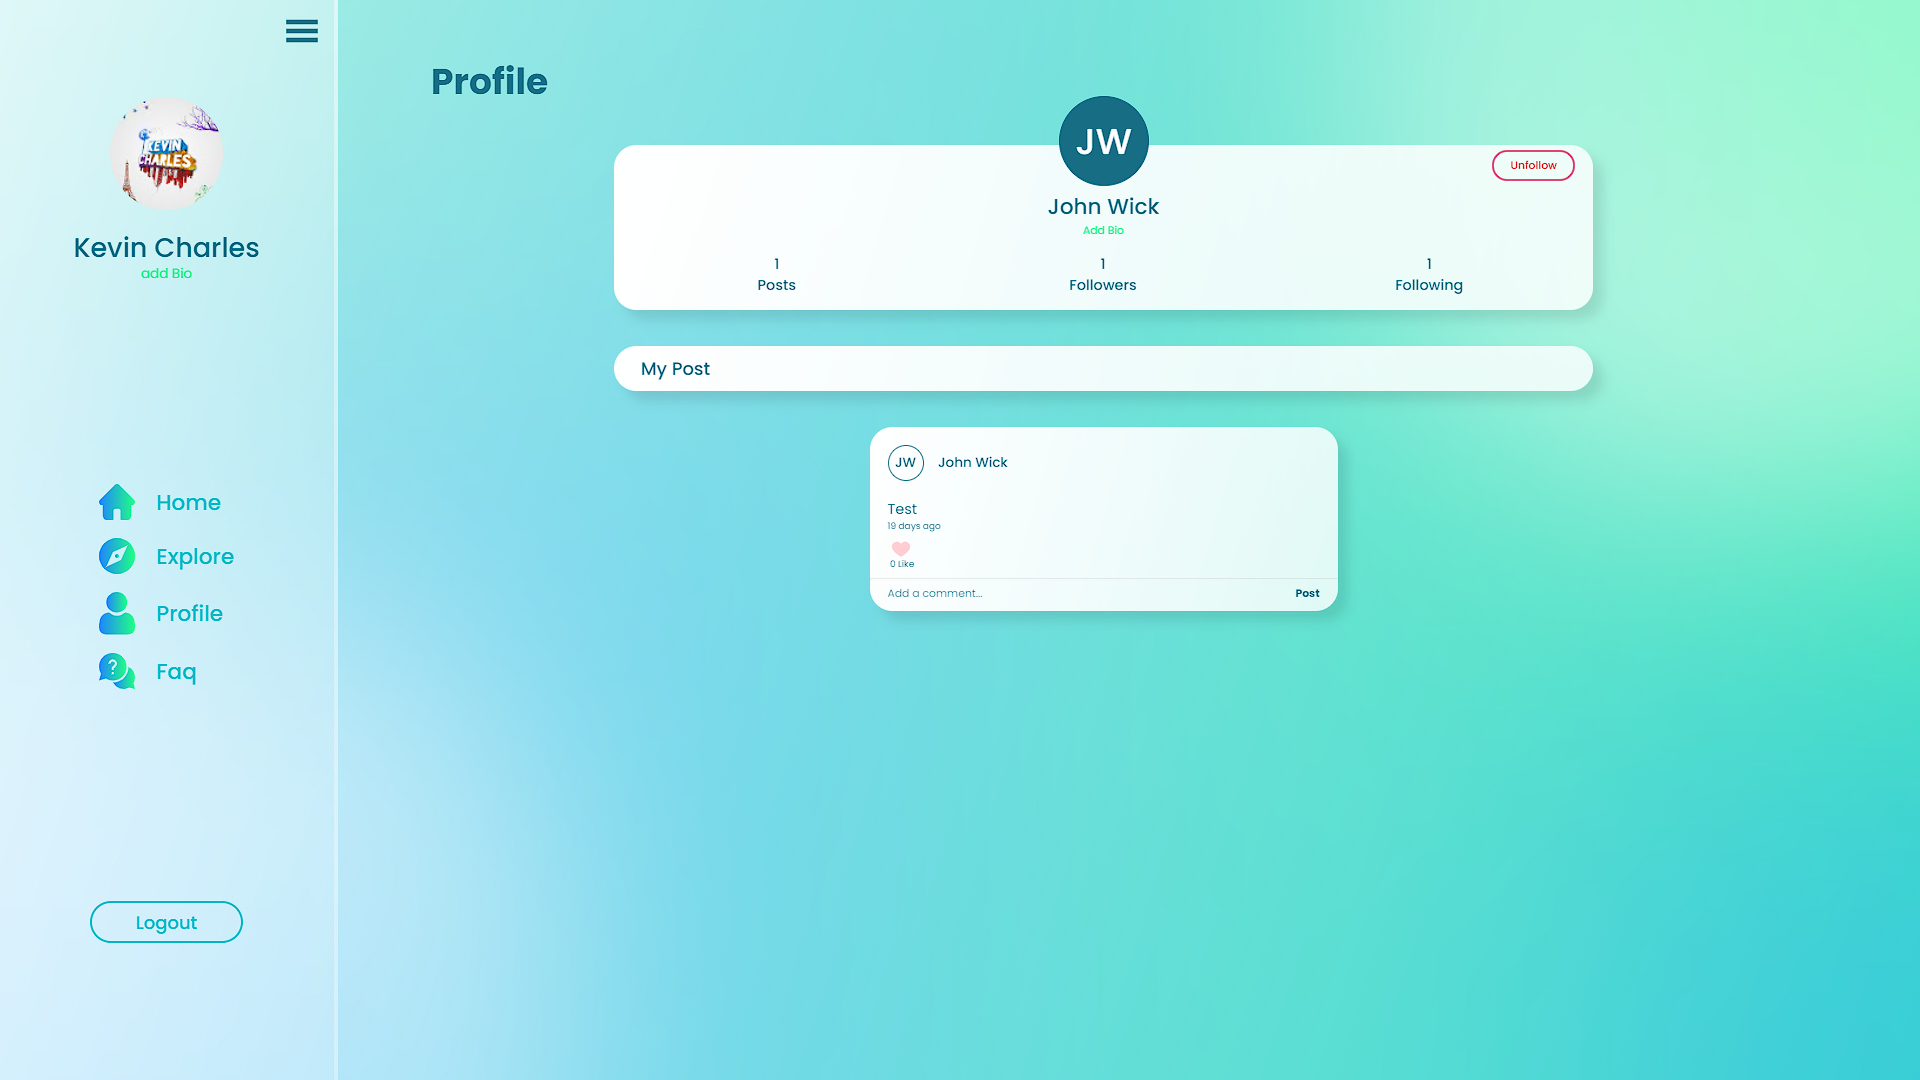 KEVIN
CHARLES
Kevin Charles
add Bio
Home
Explore
Profile
?
Faq
Logout
Profile
JW
Unfollow
John Wick
Add Bio
1
Posts
1
Followers
1
Following
My Post
JW
John Wick
Test
19 days ago
0 Like
Add a comment...
Post